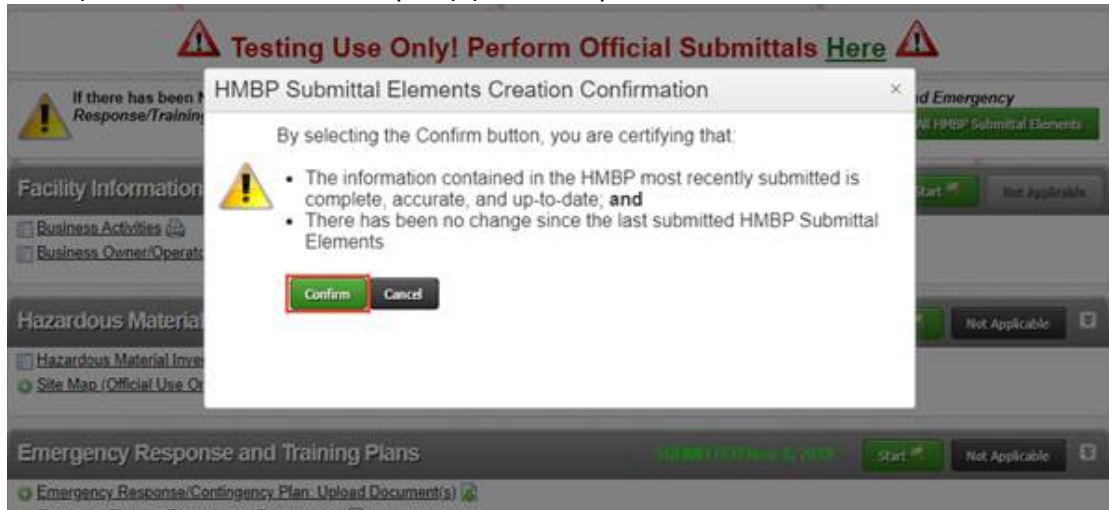 Testing Use Only! Perform Official Submittals Here
If there has been
HMBP Submittal Elements Creation Confirmation
×
d Emergency
Response/Training
All HMBP Submittal Elements
By selecting the Confirm button, you are certifying that:
Facility Information
• The information contained in the HMBP most recently submitted is
complete, accurate, and up-to-date; and
Start
Not Applicable
Business Activities
• There has been no change since the last submitted HMBP Submittal
Elements
Business Owner/Operat
Confirm
Cancel
Hazardous Material
Not Applicable
Hazardous Material Inve
Site Map (Official Use O
Emergency Response and Training Plans
Start
Not Applicable
Emergency Response/Contingency Plan: Upload Document(s)